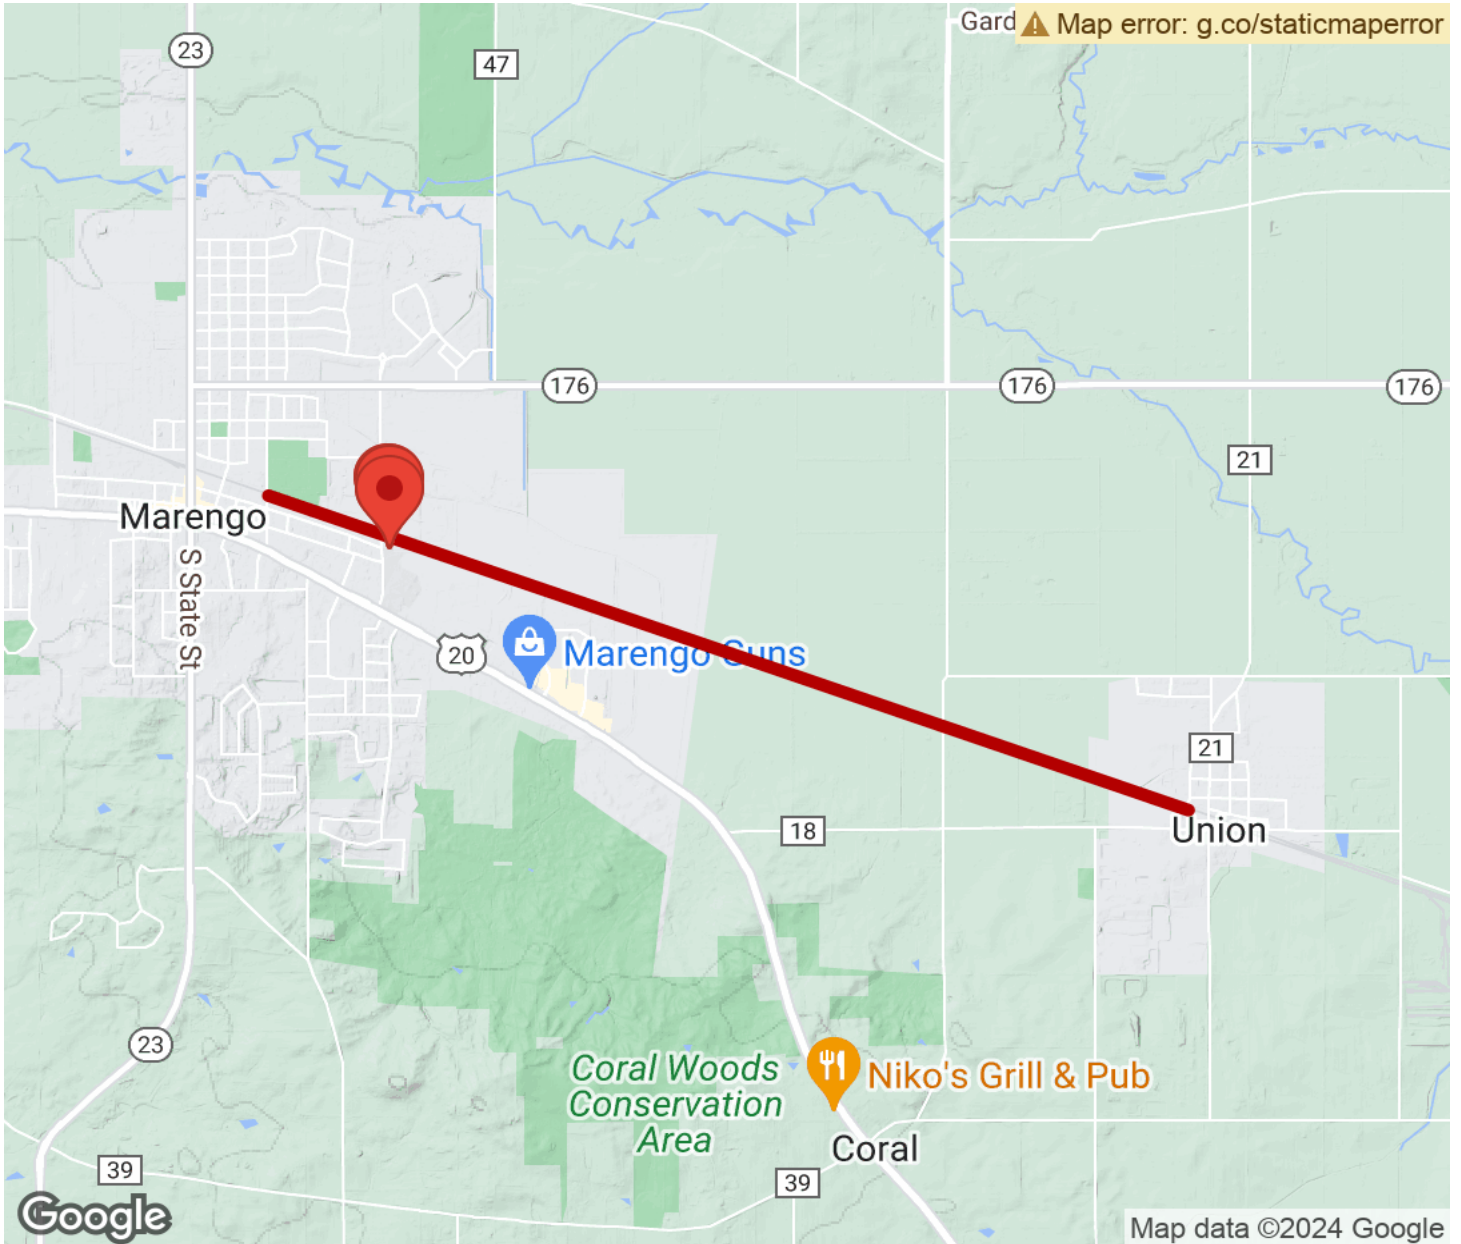 Gard
Map error: g.co/staticmaperror
23
47
176
176
176
21
Marengo
S State St
20
Marengo Guns
21
18
Union
23
Coral Woods
Conservation
Area
Niko's Grill & Pub
Coral
39
39
Google
Map data ©2024 Google